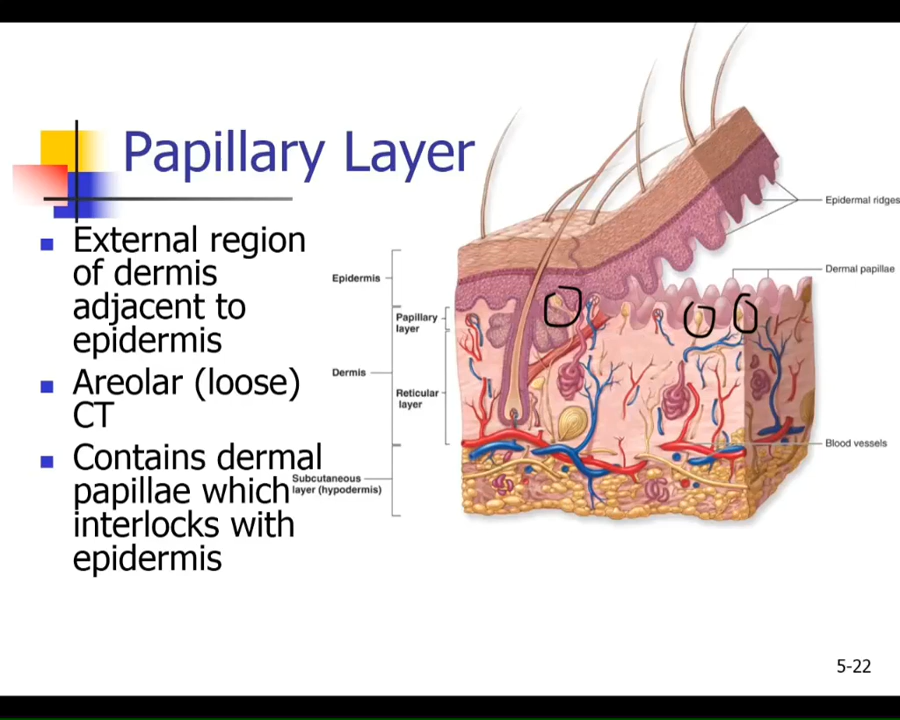 Papillary Layer
External region
of dermis
adjacent to
epidermis
Areolar (loose)
CT
Contains dermal
papillae which
interlocks with
epidermis
Epidermis
Papillary
layer
Dermis
Reticular
layer
Subcutaneous
layer (hypodermis)
Epidermal ridges
Dermal papillae
Blood vessels
5-22